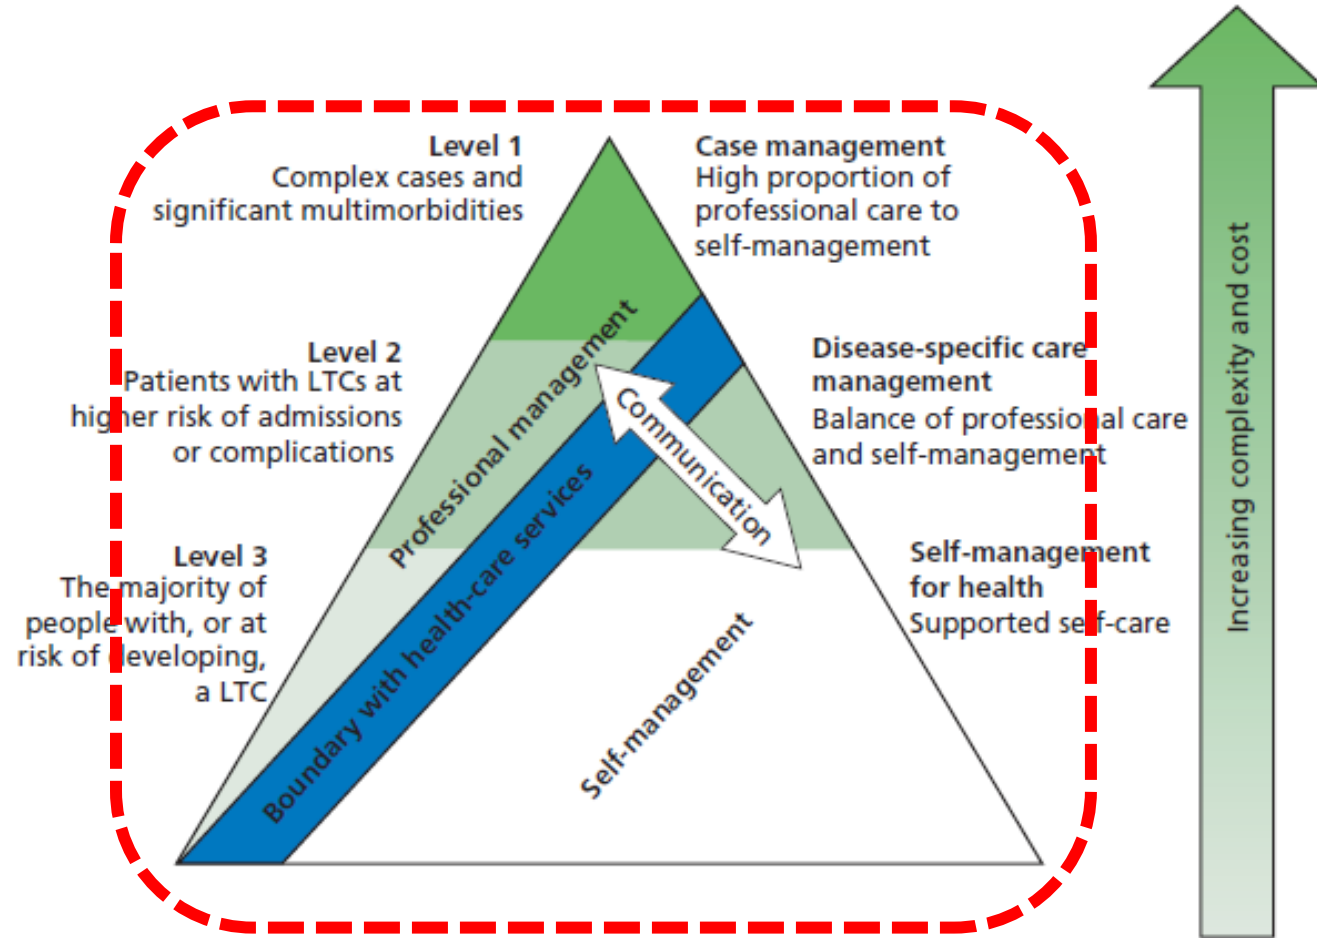 Level 1
Complex cases and
significant multimorbidities
Case management
High proportion of
professional care to
self-management
Level 2
Patients with LTCs at
higher risk of admissions
or complications
Disease-specific care
management
Balance of professional care
and self-management
Level 3
The majority of
people with, or at
risk of developing,
a LTC
Self-management
for health
Supported self-care
Professional management
Boundary with health-care services
Communication
Self-management
Increasing complexity and cost